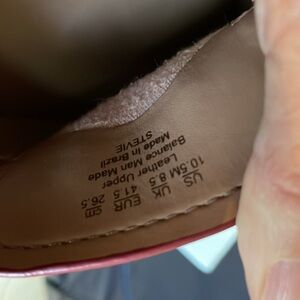 US UK EUR cm
10.5M 8.5 41.5 26.5
Leather Upper
Balance Man Made
Made in Brazil
STEVIE